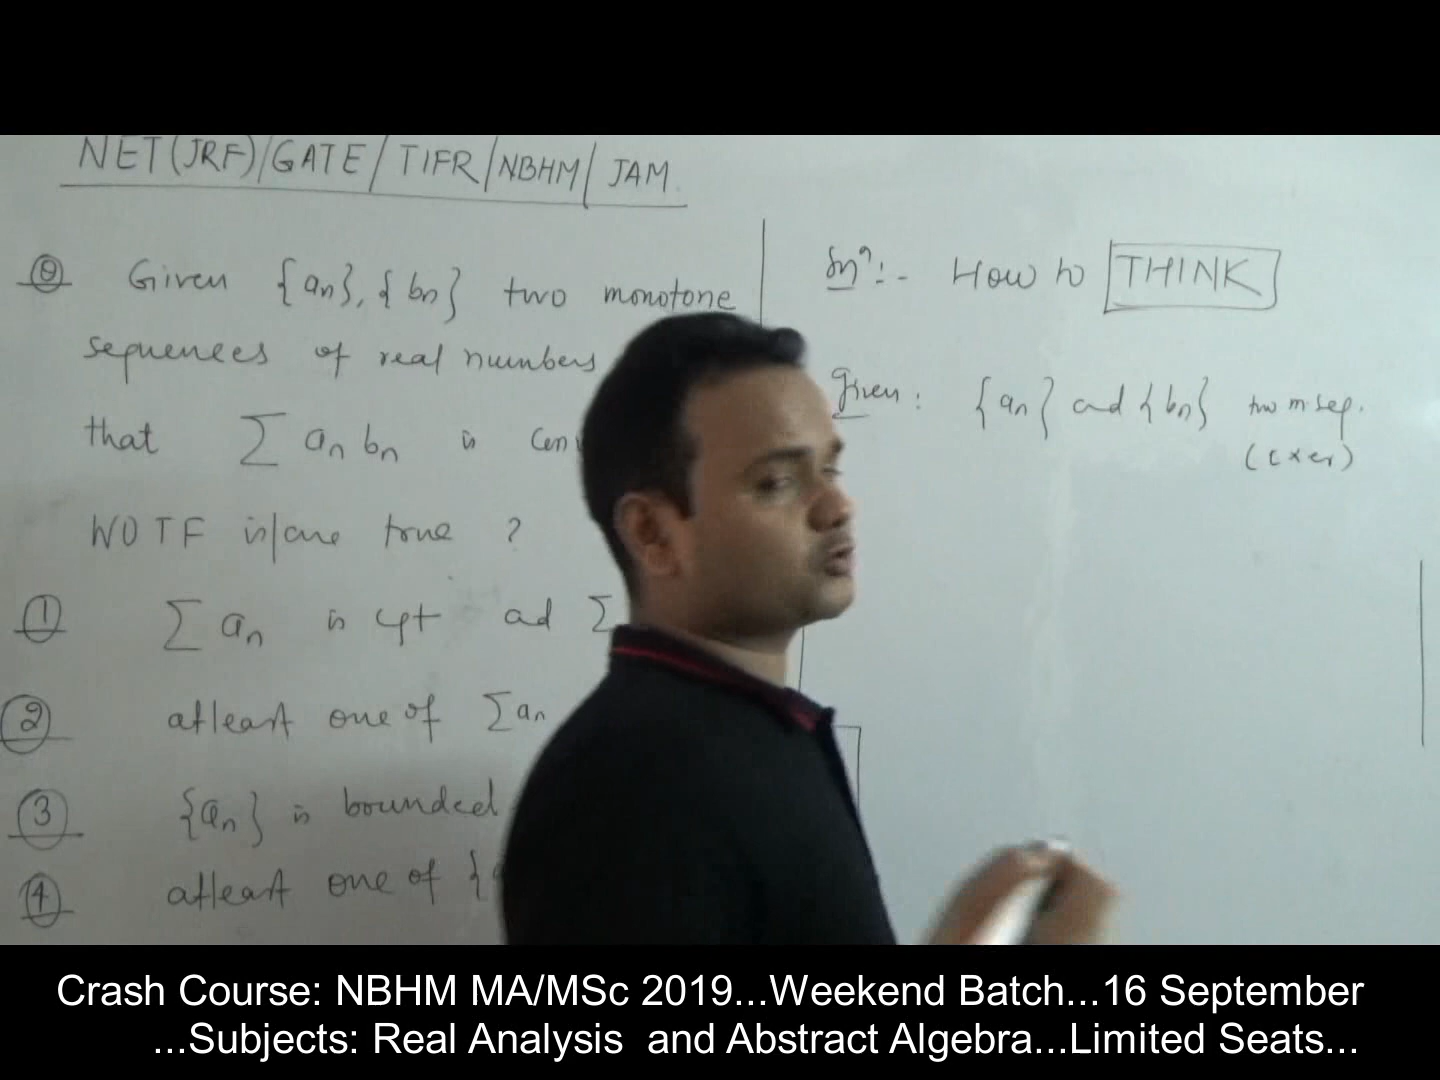 NET(JRF)/GATE/TIFR/NBHM/JAM
Q Given {an}, {bn} two monotone
sequences of real numbers
that ∑ an bn is
WOTF is/are true ?
1 ∑ an is cgt ad ∑
2 atleast one of ∑ an
3 {an} is bounded
4 atleast one of {
Sn?:- How to THINK
Given : {an} and {bn} two m. seq.
Crash Course: NBHM MA/MSc 2019...Weekend Batch...16 September
...Subjects: Real Analysis and Abstract Algebra...Limited Seats...